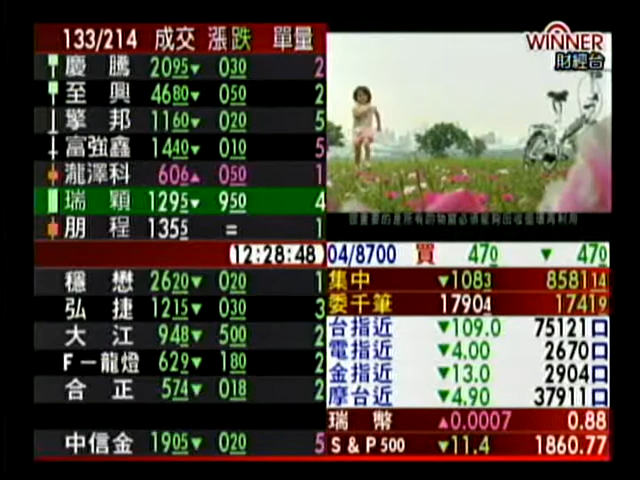 133/214 成交 漲跌 單量
慶騰 2095▼ 030 2
至興 4680▼ 050 2
擎邦 1160▼ 020 5
富強鑫 1440▼ 010 5
瀧澤科 606▲ 050 1
瑞穎 1295▼ 950 4
朋程 1355 = 1
12:28:48
穩懋 2620▼ 020 1
弘捷 1215▼ 030 3
大江 948▼ 500 2
F－龍燈 629▼ 180 2
合正 574▼ 018 2
中信金 1905▼ 020 5
WINNER
財經台
04/8700 買 470 ▼ 470
集中 ▼1083 858114
委千筆 17904 17419
台指近 ▼109.0 75121口
電指近 ▼4.00 2670口
金指近 ▼13.0 2904口
摩台近 ▼4.90 37911口
瑞幣 ▲0.0007 0.88
S&P500 ▼11.4 1860.77